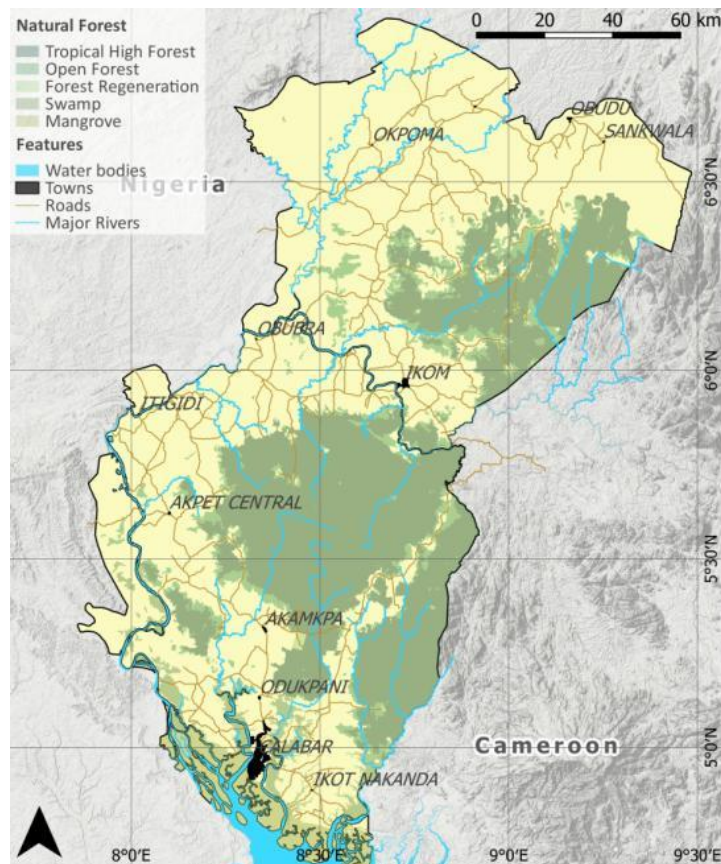 Natural Forest
Tropical High Forest
Open Forest
Forest Regeneration
Swamp
Mangrove
Features
Water bodies
Towns
Roads
Major Rivers
0 20 40 60 km
Nigeria
OBUDU
OKPOMA
SANKWALA
6°30'N
OBUBRA
6°0'N
IKOM
ITIGIDI
AKPET CENTRAL
5°30'N
AKAMKPA
ODUKPANI
CALABAR
Cameroon
5°0'N
IKOT NAKANDA
8°0'E 8°30'E 9°0'E 9°30'E